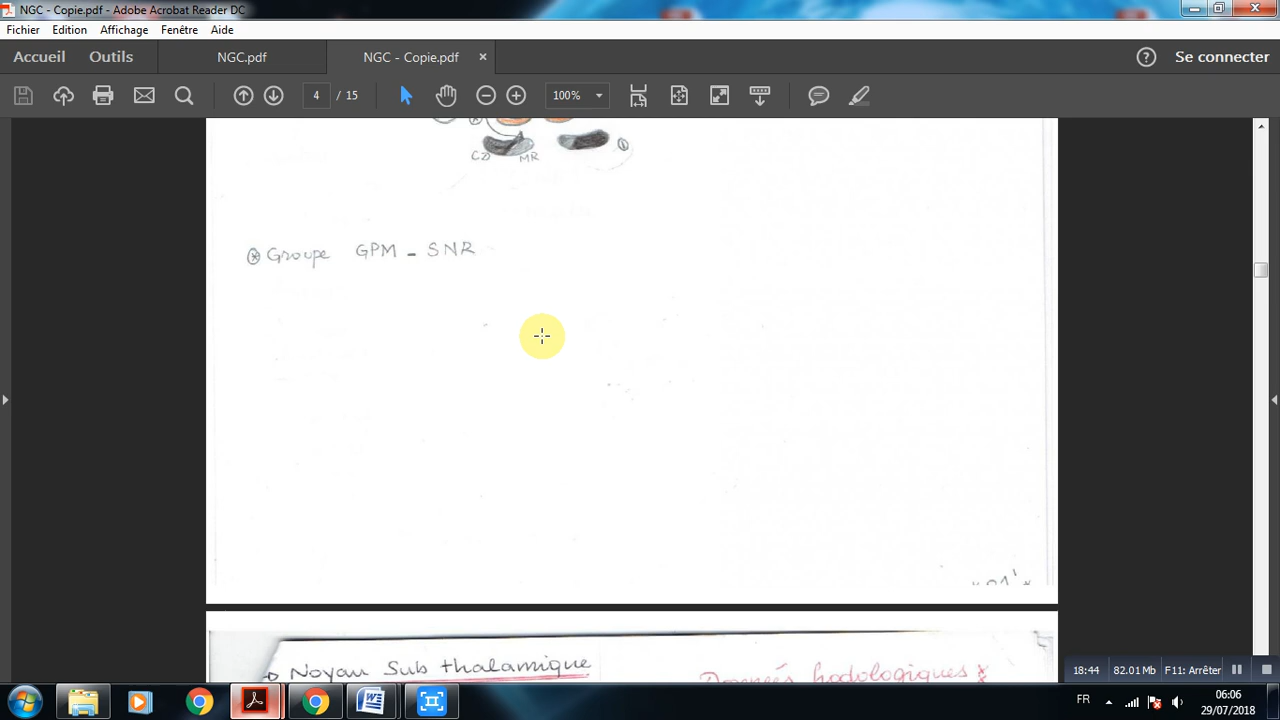 NGC - Copie.pdf - Adobe Acrobat Reader DC
Fichier Edition Affichage Fenêtre Aide
Accueil Outils NGC.pdf NGC - Copie.pdf × ? Se connecter
4 / 15 100%
CD MR
Groupe GPM - SNR
Noyau Sub thalamique
Données hodologiques
18:44 82.01 Mb F11: Arrêter
FR 06:06
29/07/2018